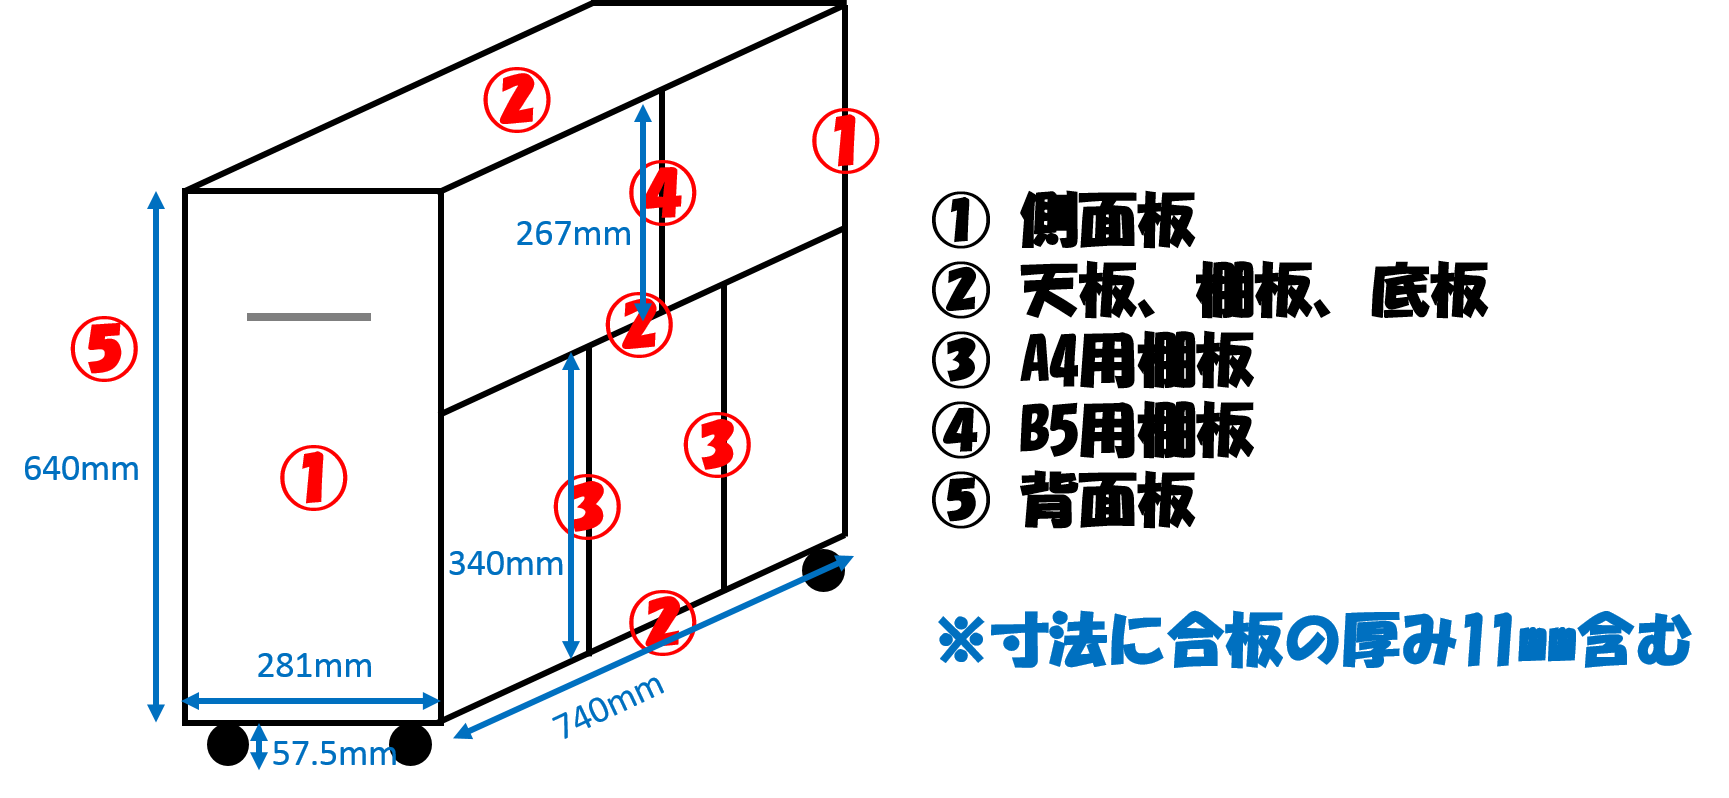 ②
①
④
267mm
②
⑤
③
640mm
①
③
340mm
②
281mm
740mm
57.5mm
① 側面板
② 天板、棚板、底板
③ A4用棚板
④ B5用棚板
⑤ 背面板
※寸法に合板の厚み11mm含む